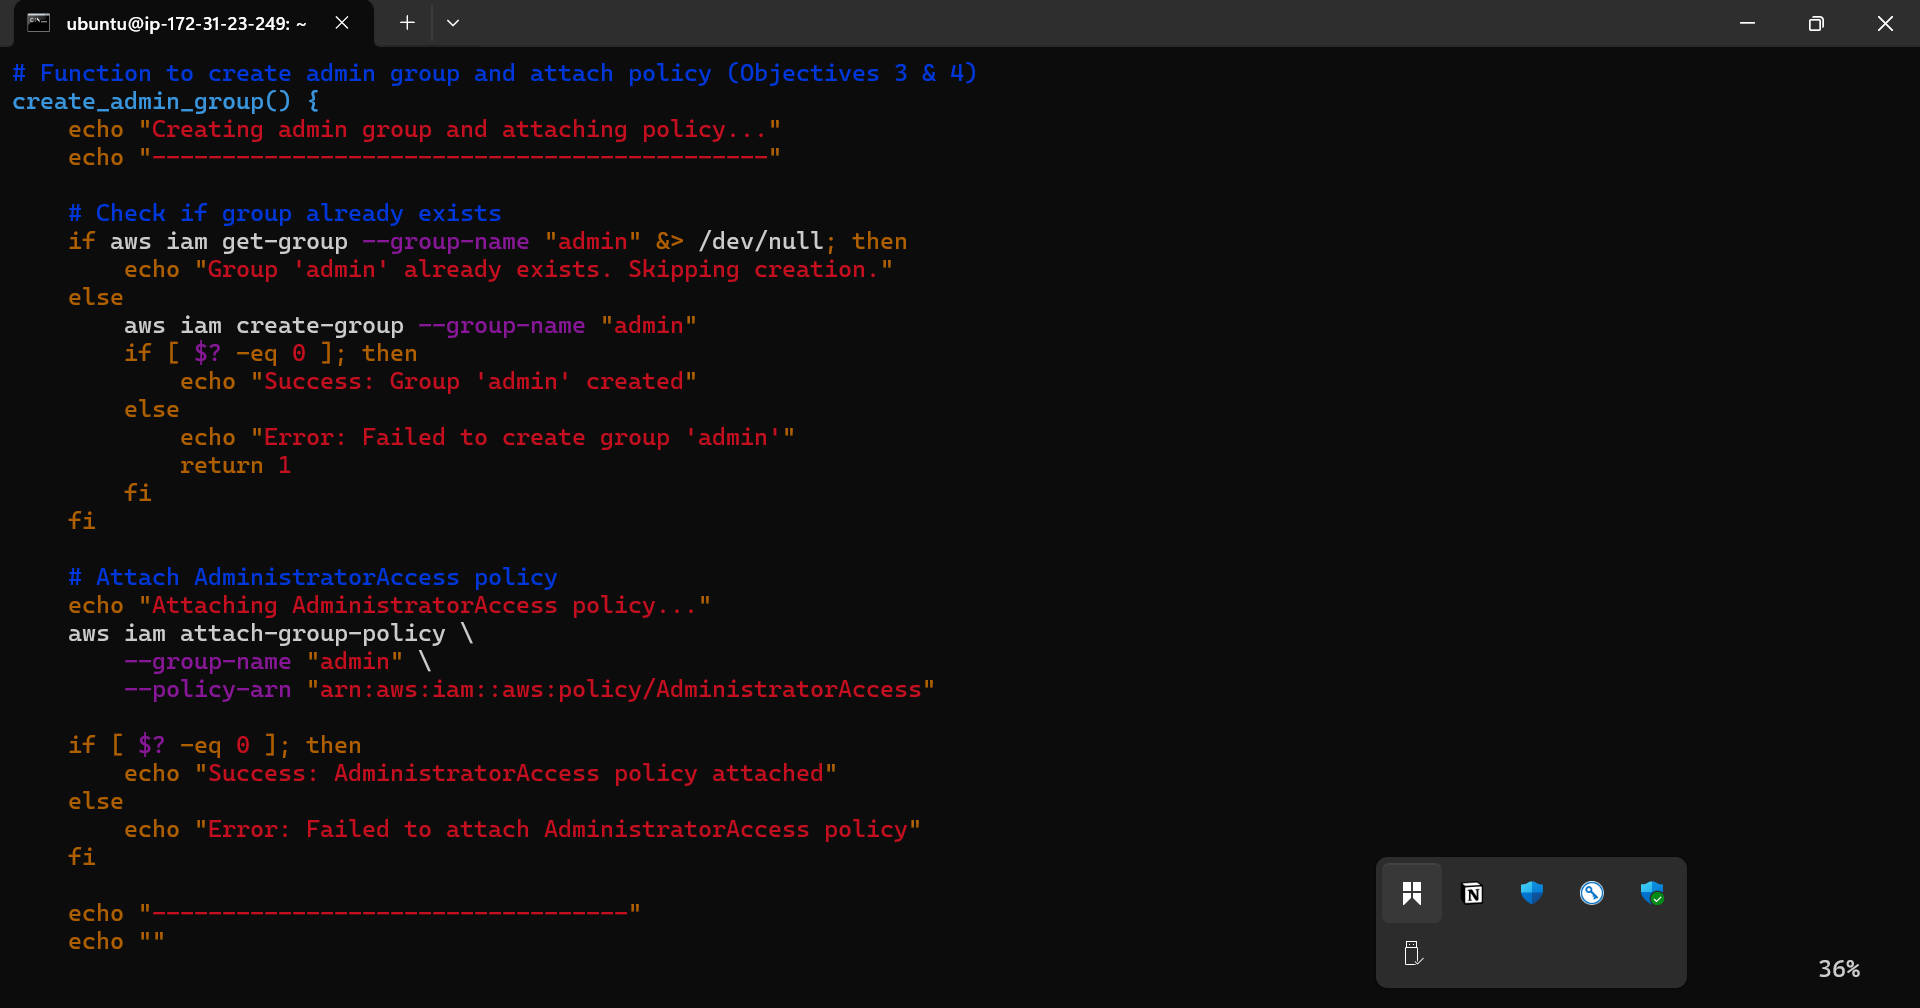 ubuntu@ip-172-31-23-249: ~
# Function to create admin group and attach policy (Objectives 3 & 4)
create_admin_group() {
    echo "Creating admin group and attaching policy..."
    echo "--------------------------------------------"

    # Check if group already exists
    if aws iam get-group --group-name "admin" &> /dev/null; then
        echo "Group 'admin' already exists. Skipping creation."
    else
        aws iam create-group --group-name "admin"
        if [ $? -eq 0 ]; then
            echo "Success: Group 'admin' created"
        else
            echo "Error: Failed to create group 'admin'"
            return 1
        fi
    fi

    # Attach AdministratorAccess policy
    echo "Attaching AdministratorAccess policy..."
    aws iam attach-group-policy \
        --group-name "admin" \
        --policy-arn "arn:aws:iam::aws:policy/AdministratorAccess"

    if [ $? -eq 0 ]; then
        echo "Success: AdministratorAccess policy attached"
    else
        echo "Error: Failed to attach AdministratorAccess policy"
    fi

    echo "----------------------------------"
    echo ""
N
36%